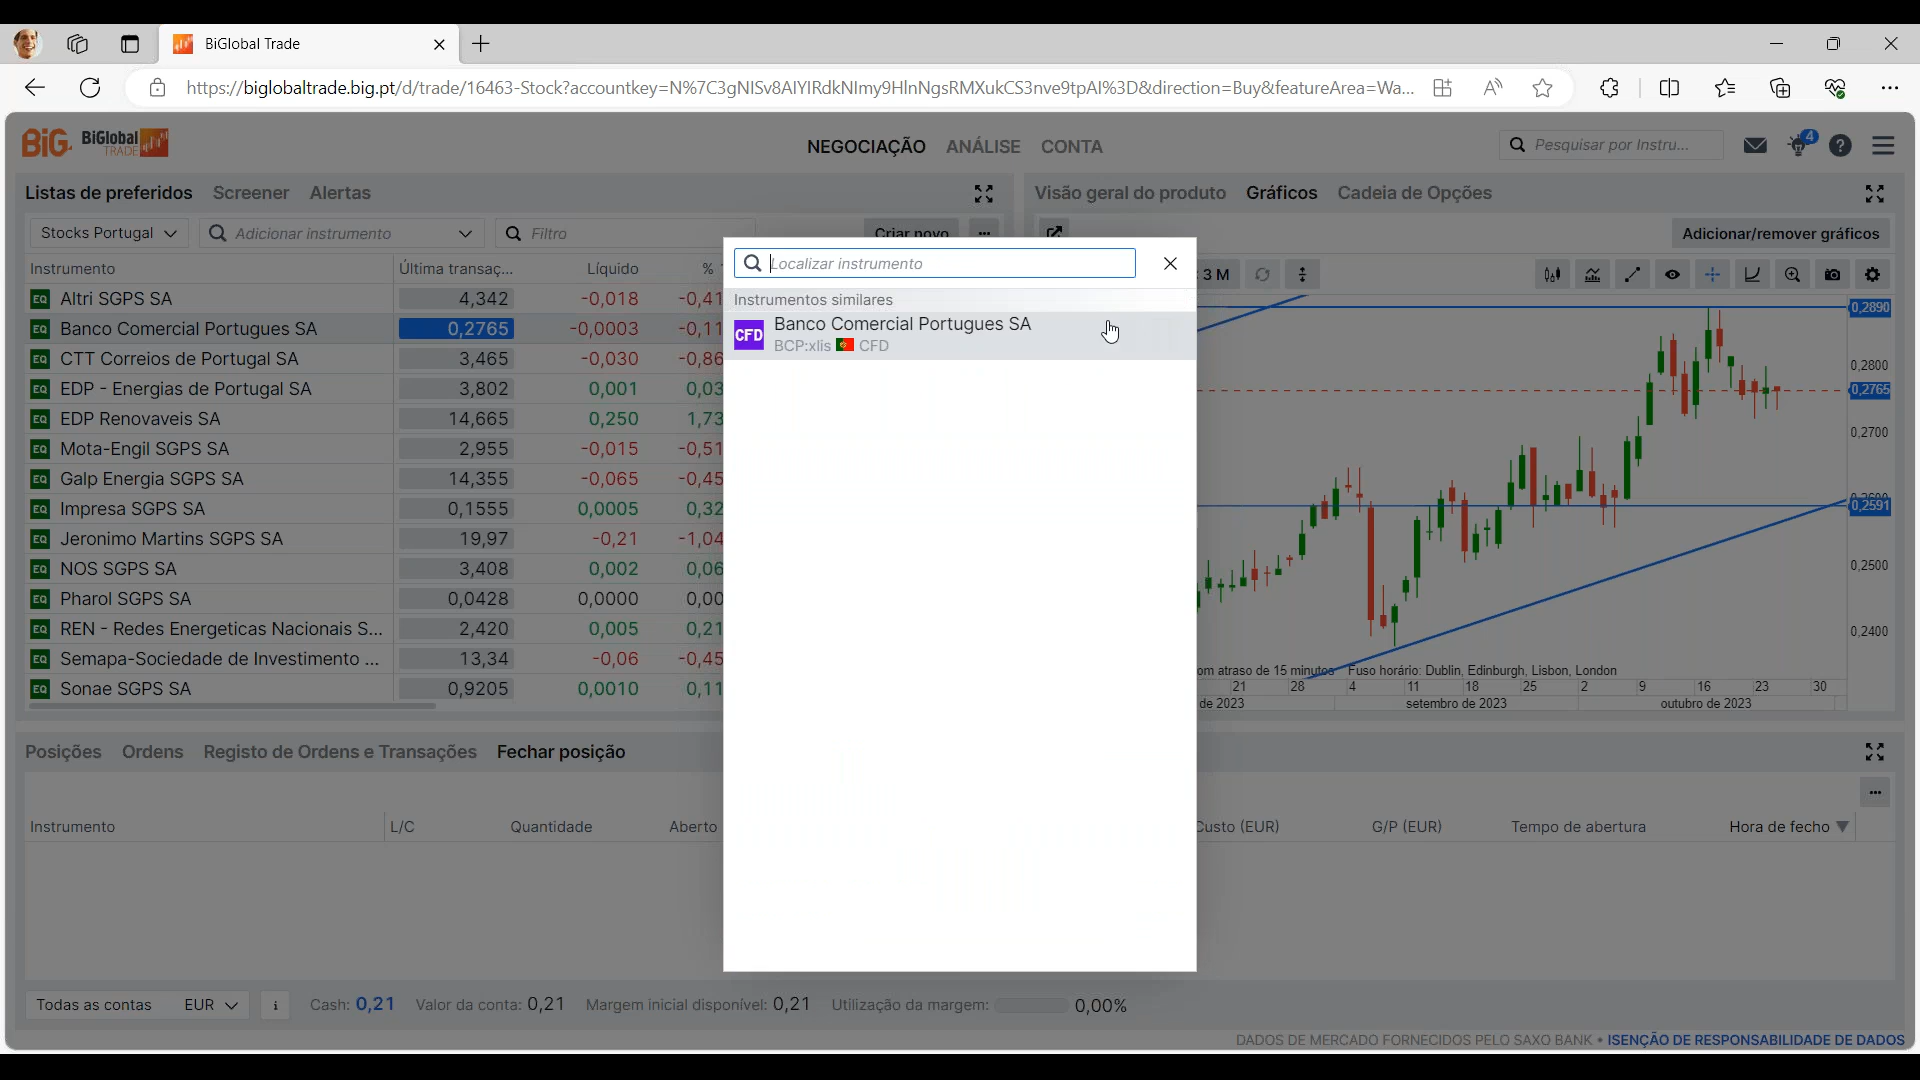 BiGlobal Trade
https://biglobaltrade.big.pt/d/trade/16463-Stock?accountkey=N%7C3gNISv8AlYIRdkNlmy9HlnNgsRMXukCS3nve9tpAI%3D&direction=Buy&featureArea=Wa...
BiG. BiGlobal TRADE
NEGOCIAÇÃO ANÁLISE CONTA
Pesquisar por Instru...
4
?
Listas de preferidos Screener Alertas
Visão geral do produto Gráficos Cadeia de Opções
Stocks Portugal
Adicionar instrumento
Filtro
Criar novo
Adicionar/remover gráficos
Localizar instrumento
Instrumentos similares
CFD Banco Comercial Portugues SA
BCP:xlis CFD
3 M
Instrumento Última transaç... Líquido %
EQ Altri SGPS SA 4,342 -0,018 -0,41
EQ Banco Comercial Portugues SA 0,2765 -0,0003 -0,11
EQ CTT Correios de Portugal SA 3,465 -0,030 -0,86
EQ EDP - Energias de Portugal SA 3,802 0,001 0,03
EQ EDP Renovaveis SA 14,665 0,250 1,73
EQ Mota-Engil SGPS SA 2,955 -0,015 -0,51
EQ Galp Energia SGPS SA 14,355 -0,065 -0,45
EQ Impresa SGPS SA 0,1555 0,0005 0,32
EQ Jeronimo Martins SGPS SA 19,97 -0,21 -1,04
EQ NOS SGPS SA 3,408 0,002 0,06
EQ Pharol SGPS SA 0,0428 0,0000 0,00
EQ REN - Redes Energeticas Nacionais S... 2,420 0,005 0,21
EQ Semapa-Sociedade de Investimento ... 13,34 -0,06 -0,45
EQ Sonae SGPS SA 0,9205 0,0010 0,11
0,2890
0,2800
0,2765
0,2700
0,2591
0,2500
0,2400
om atraso de 15 minutos Fuso horário: Dublin, Edinburgh, Lisbon, London
21 28 4 11 18 25 2 9 16 23 30
de 2023 setembro de 2023 outubro de 2023
Posições Ordens Registo de Ordens e Transações Fechar posição
Instrumento L/C Quantidade Aberto Custo (EUR) G/P (EUR) Tempo de abertura Hora de fecho
Todas as contas EUR i Cash: 0,21 Valor da conta: 0,21 Margem inicial disponível: 0,21 Utilização da margem: 0,00%
DADOS DE MERCADO FORNECIDOS PELO SAXO BANK • ISENÇÃO DE RESPONSABILIDADE DE DADOS